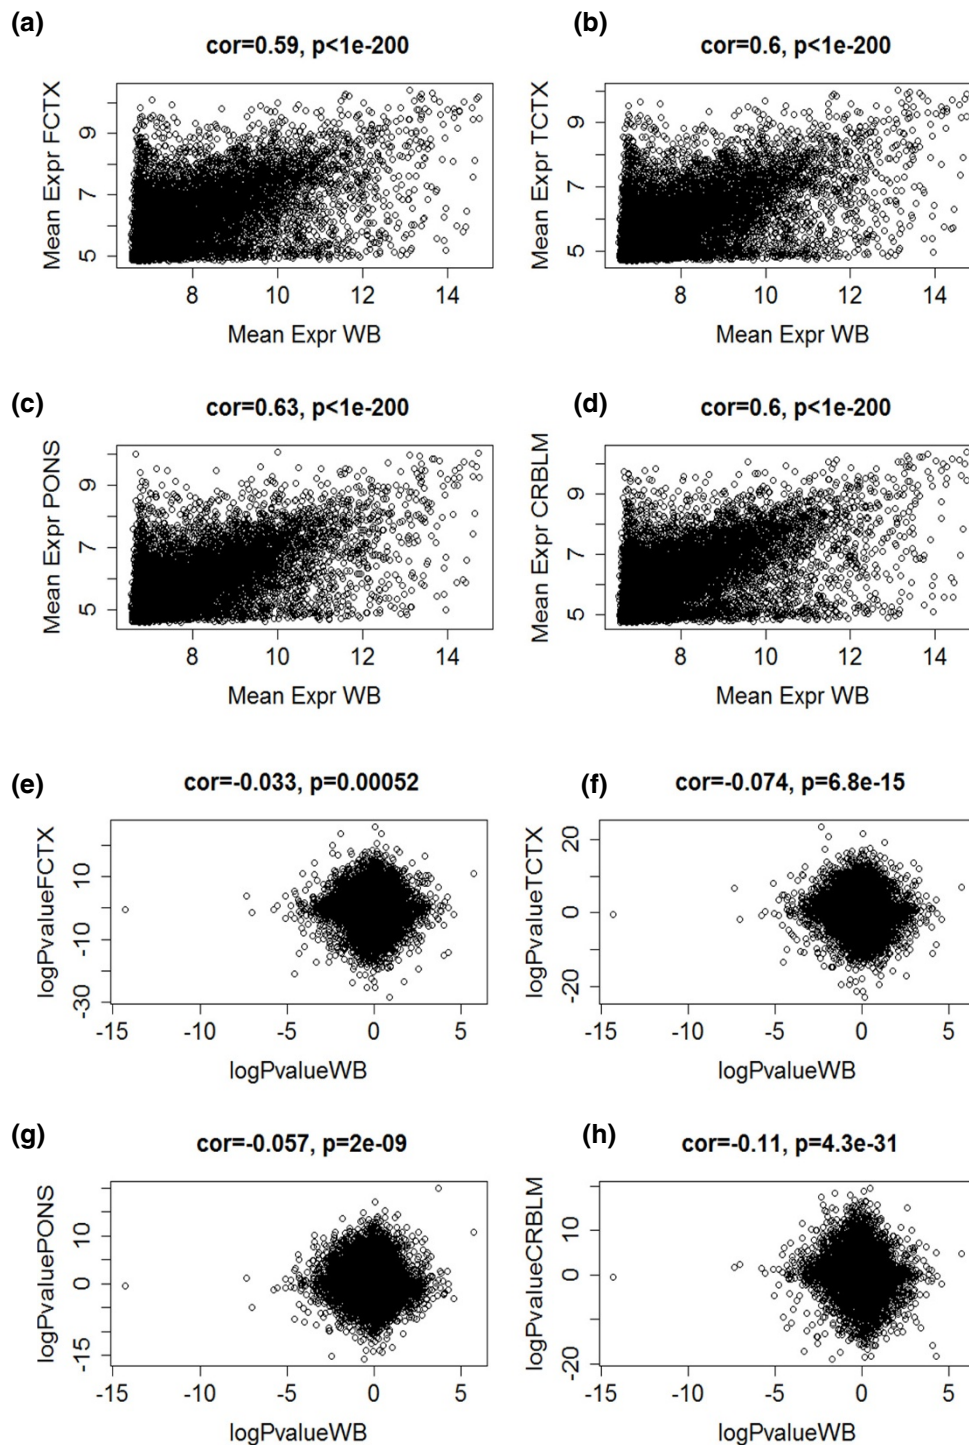 (a)
cor=0.59, p<1e-200
Mean Expr FCTX
9
7
5
8 10 12 14
Mean Expr WB
(b)
cor=0.6, p<1e-200
Mean Expr TCTX
9
7
5
8 10 12 14
Mean Expr WB
(c)
cor=0.63, p<1e-200
Mean Expr PONS
9
7
5
8 10 12 14
Mean Expr WB
(d)
cor=0.6, p<1e-200
Mean Expr CRBLM
9
7
5
8 10 12 14
Mean Expr WB
(e)
cor=-0.033, p=0.00052
logPvalueFCTX
10
-10
-30
-15 -10 -5 0 5
logPvalueWB
(f)
cor=-0.074, p=6.8e-15
logPvalueTCTX
20
0
-20
-15 -10 -5 0 5
logPvalueWB
(g)
cor=-0.057, p=2e-09
logPvaluePONS
10
0
-15
-15 -10 -5 0 5
logPvalueWB
(h)
cor=-0.11, p=4.3e-31
logPvalueCRBLM
10
0
-20
-15 -10 -5 0 5
logPvalueWB